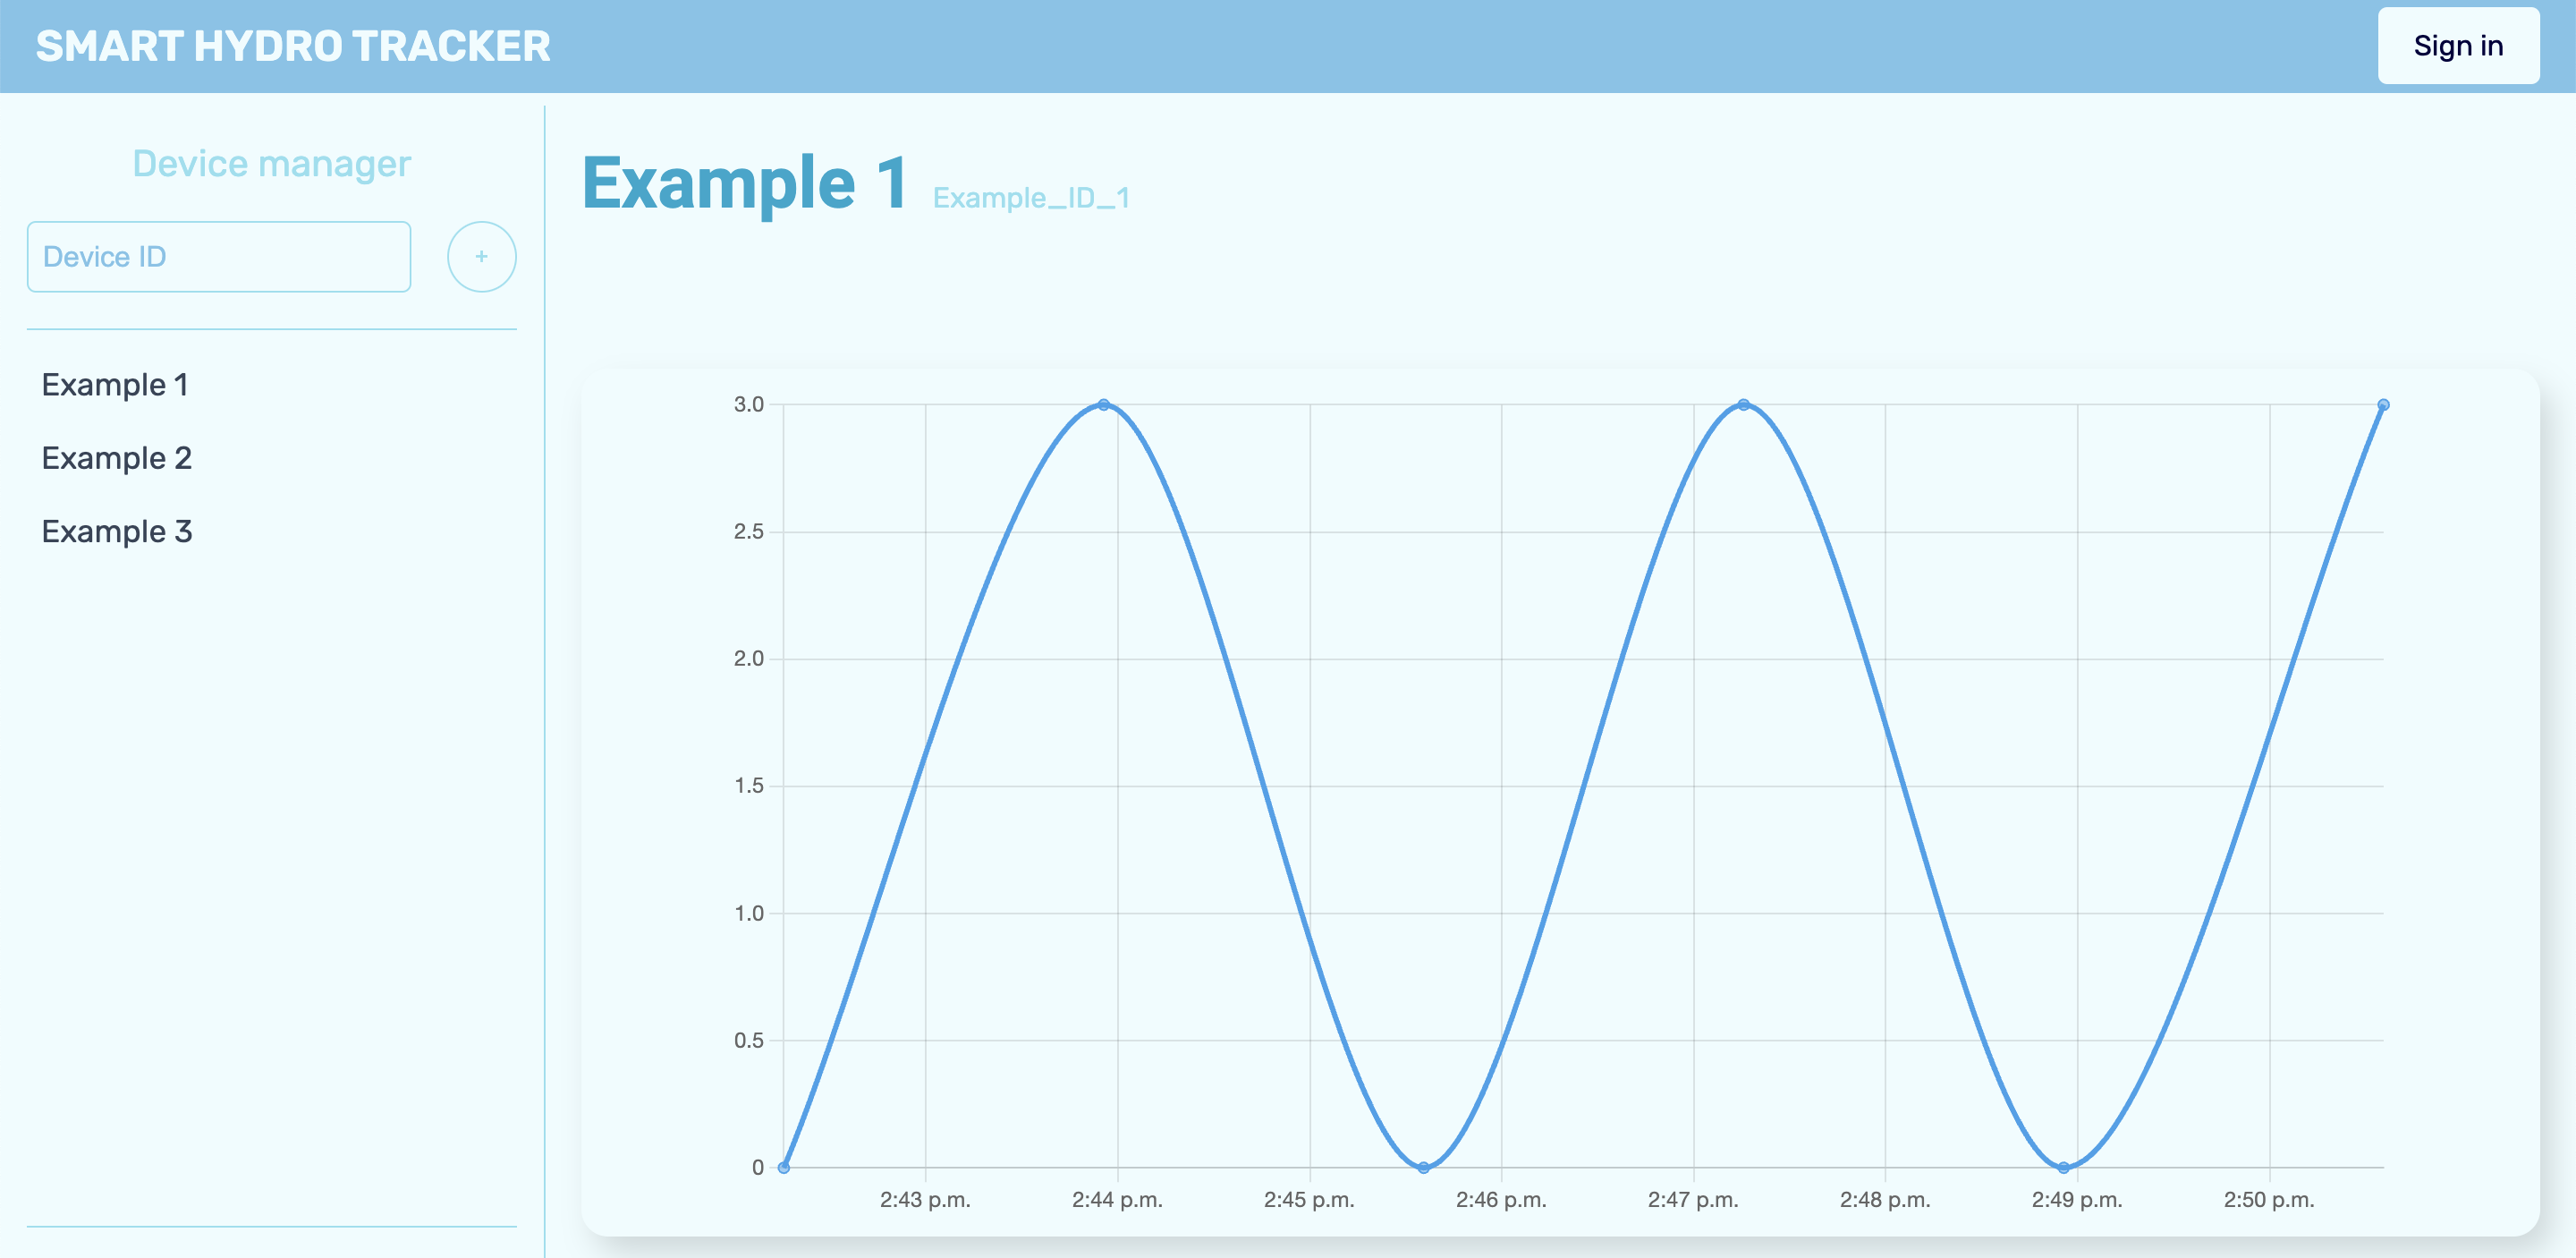 SMART HYDRO TRACKER
Sign in
Device manager
Device ID
+
Example 1
Example 2
Example 3
Example 1 Example_ID_1
3.0
2.5
2.0
1.5
1.0
0.5
0
2:43 p.m. 2:44 p.m. 2:45 p.m. 2:46 p.m. 2:47 p.m. 2:48 p.m. 2:49 p.m. 2:50 p.m.